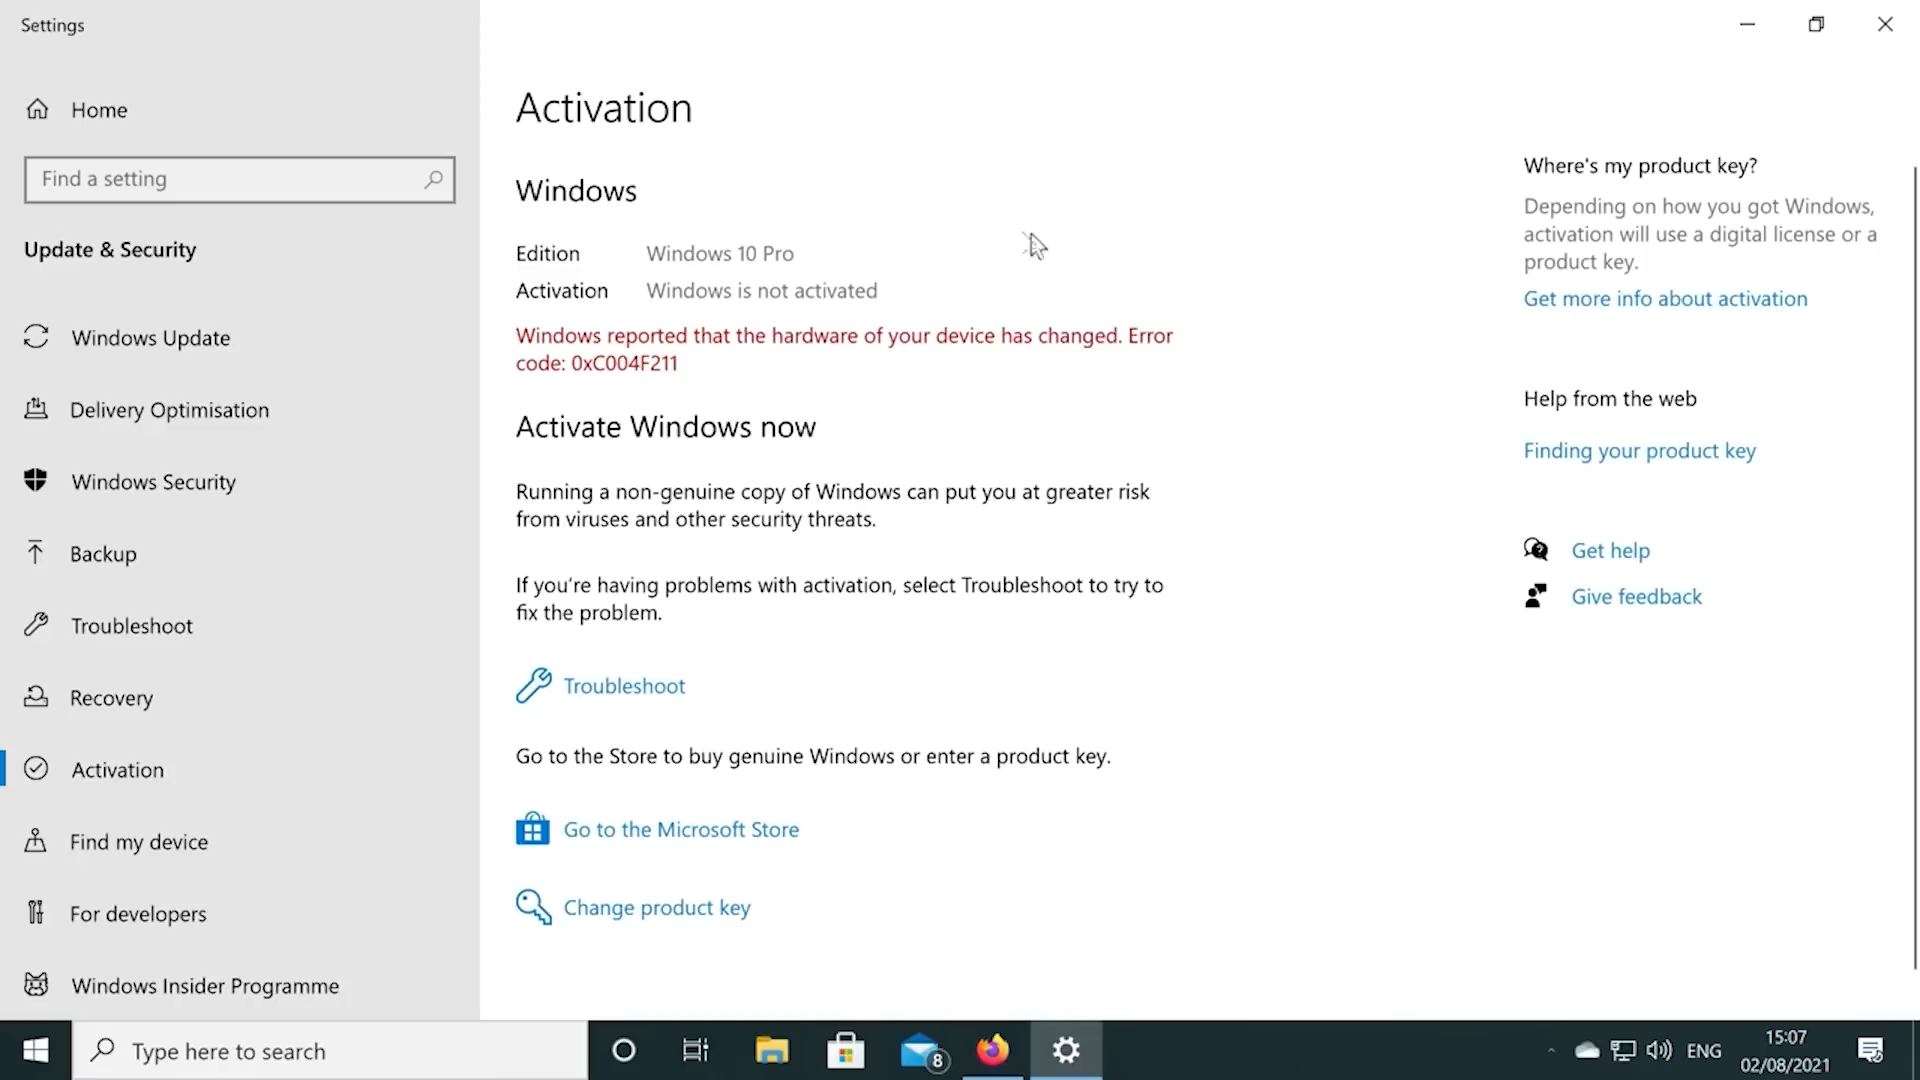 Settings
Home
Find a setting
Update & Security
Windows Update
Delivery Optimisation
Windows Security
Backup
Troubleshoot
Recovery
Activation
Find my device
For developers
Windows Insider Programme
Activation
Windows
Edition Windows 10 Pro
Activation Windows is not activated
Windows reported that the hardware of your device has changed. Error
code: 0xC004F211
Activate Windows now
Running a non-genuine copy of Windows can put you at greater risk
from viruses and other security threats.
If you're having problems with activation, select Troubleshoot to try to
fix the problem.
Troubleshoot
Go to the Store to buy genuine Windows or enter a product key.
Go to the Microsoft Store
Change product key
Where's my product key?
Depending on how you got Windows,
activation will use a digital license or a
product key.
Get more info about activation
Help from the web
Finding your product key
Get help
Give feedback
Type here to search
8
ENG
15:07
02/08/2021